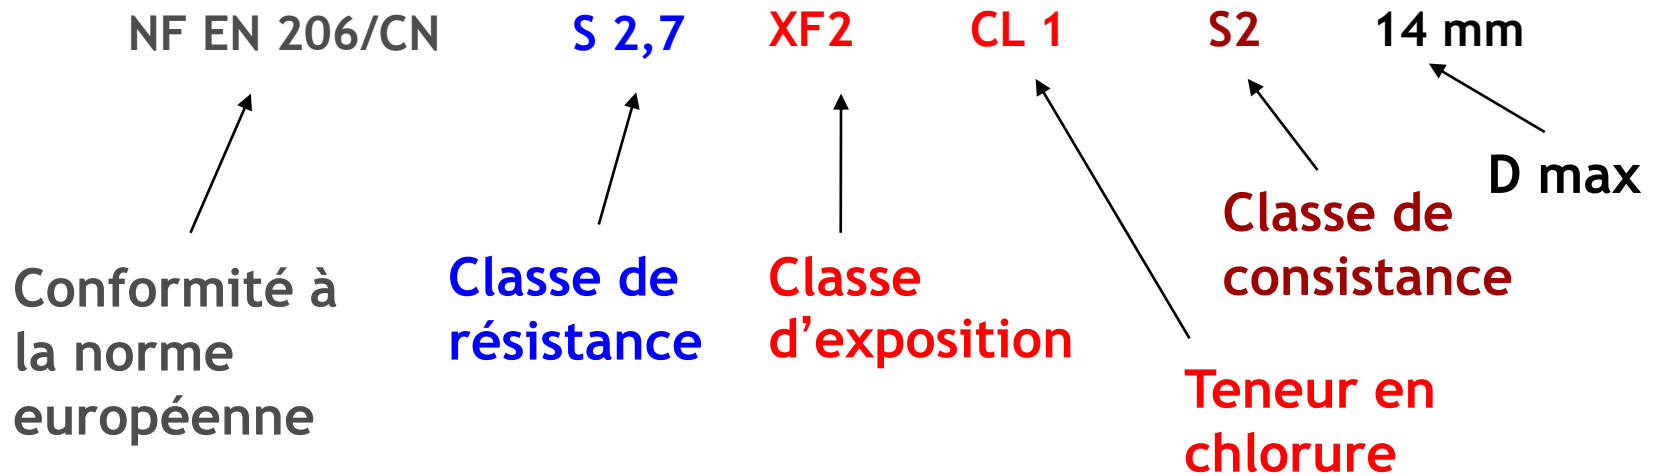 NF EN 206/CN S 2,7 XF2 CL 1 S2 14 mm
D max
Classe de
consistance
Conformité à
la norme
européenne
Classe de
résistance
Classe
d’exposition
Teneur en
chlorure